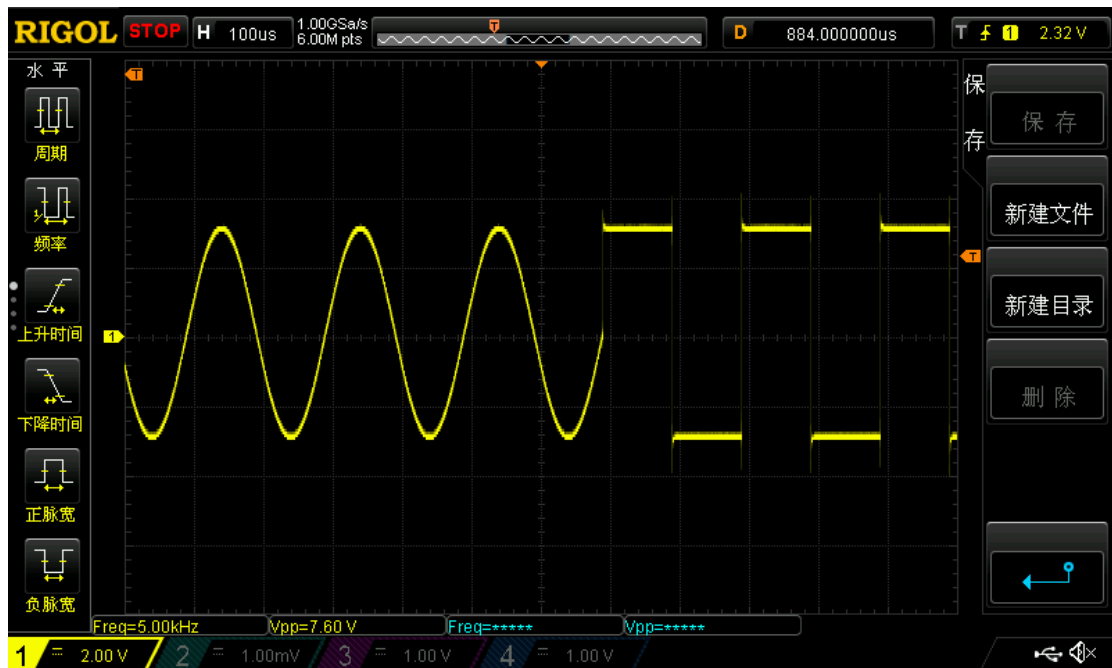 RIGOL STOP H 100us 1.00GSa/s
6.00M pts
T
D 884.000000us T 1 2.32 V
水平
T
周期
频率
上升时间
下降时间
正脉宽
负脉宽
1
T
保存
保存
新建文件
新建目录
删除
Freq=5.00kHz Vpp=7.60 V Freq=***** Vpp=*****
1 = 2.00 V 2 = 1.00mV 3 = 1.00 V 4 = 1.00 V